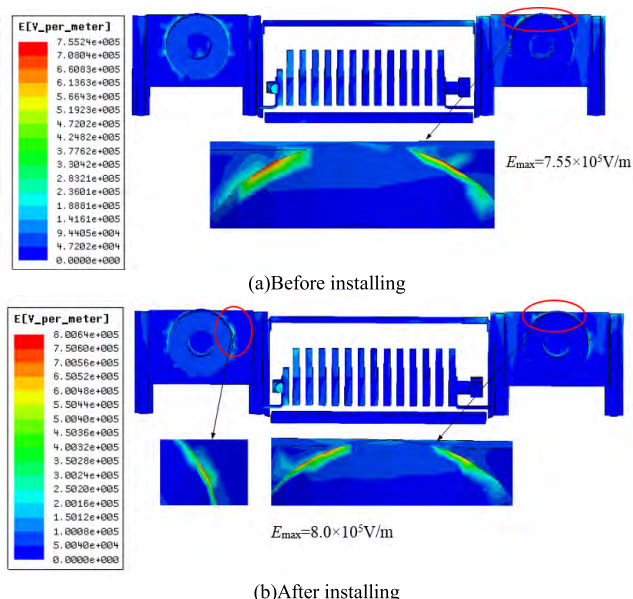 E[V_per_meter]
7.5524e+005
7.0804e+005
6.6083e+005
6.1363e+005
5.6643e+005
5.1923e+005
4.7202e+005
4.2482e+005
3.7762e+005
3.3042e+005
2.8321e+005
2.3601e+005
1.8881e+005
1.4161e+005
9.4405e+004
4.7202e+004
0.0000e+000
Emax=7.55×10⁵V/m
(a)Before installing
E[V_per_meter]
8.0064e+005
7.5060e+005
7.0056e+005
6.5052e+005
6.0048e+005
5.5044e+005
5.0040e+005
4.5036e+005
4.0032e+005
3.5028e+005
3.0024e+005
2.5020e+005
2.0016e+005
1.5012e+005
1.0008e+005
5.0040e+004
0.0000e+000
Emax=8.0×10⁵V/m
(b)After installing